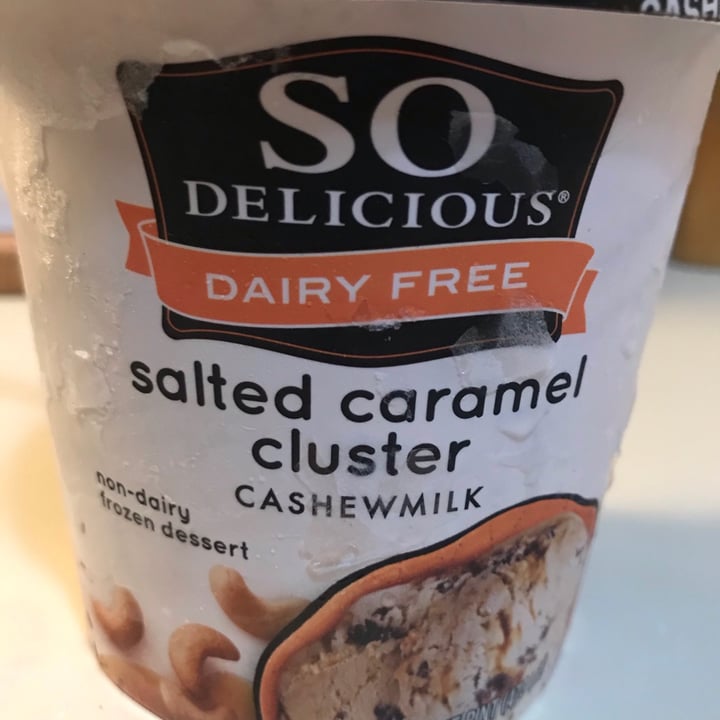 SO
DELICIOUS®
DAIRY FREE
salted caramel
cluster
CASHEWMILK
non-dairy
frozen dessert